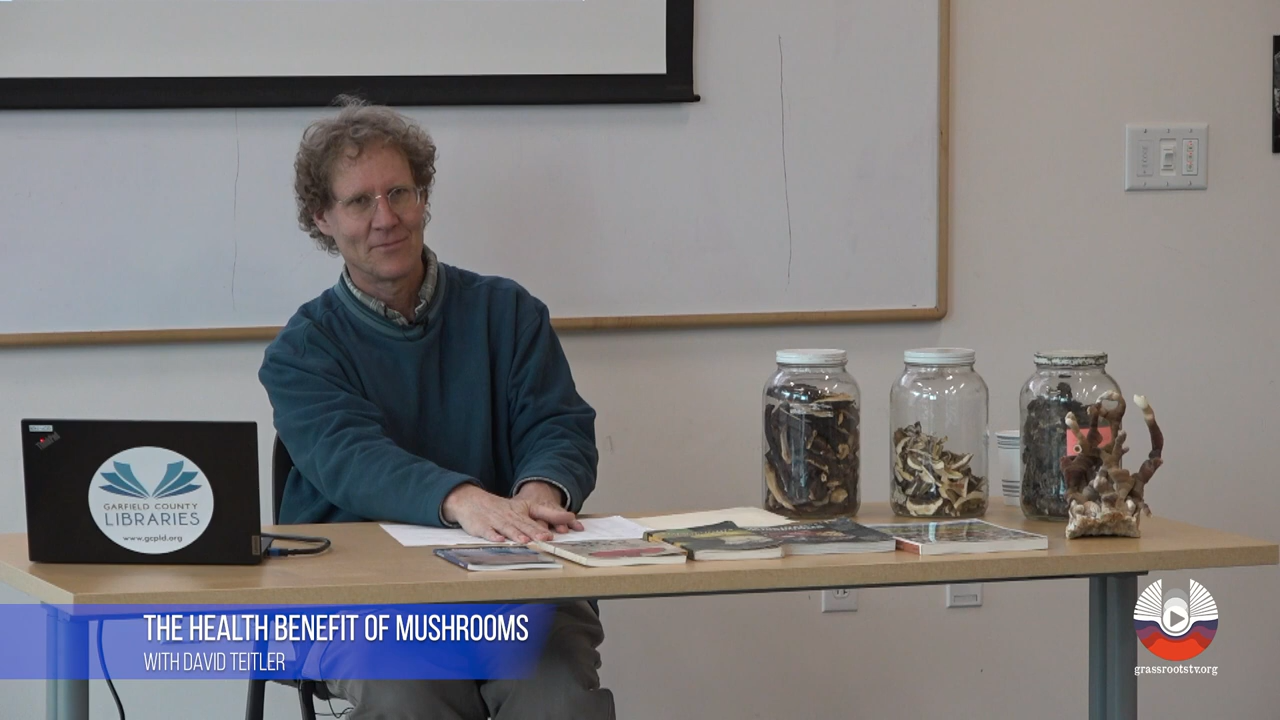 GARFIELD COUNTY
LIBRARIES
www.gcpld.org
THE HEALTH BENEFIT OF MUSHROOMS
WITH DAVID TEITLER
grassrootstv.org